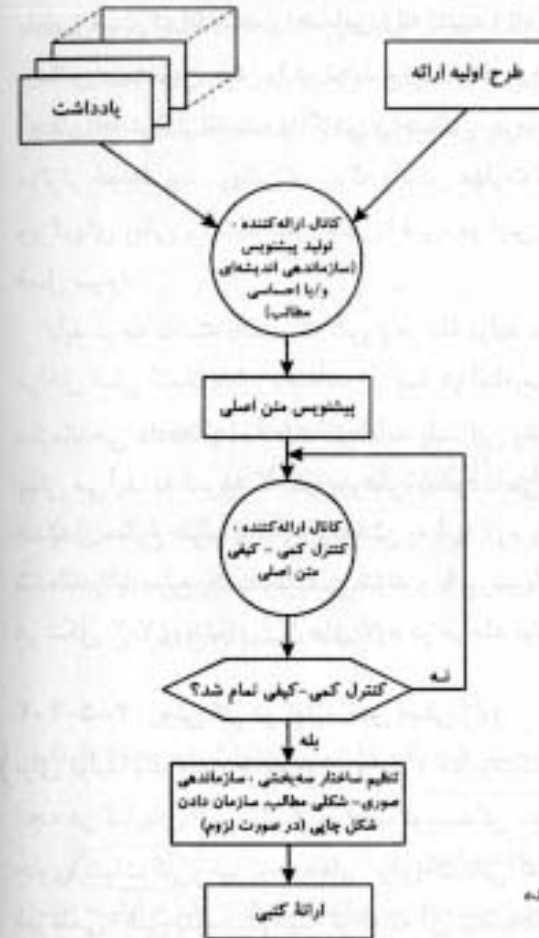 یادداشت
طرح اولیه ارائه
کانال ارائه‌کننده ،
تولید پیشنویس
(سازماندهی اندیشه‌ای
و/یا احساسی
مطالب)
پیشنویس متن اصلی
کانال ارائه‌کننده ،
کنترل کمی - کیفی
متن اصلی
کنترل کمی-کیفی تمام شد؟
نـه
بله
تنظیم ساختار سه‌بخشی ، سازماندهی
صوری-شکلی مطالب، سازمان دادن
شکل چاپی (در صورت لزوم)
ارائهٔ کتبی